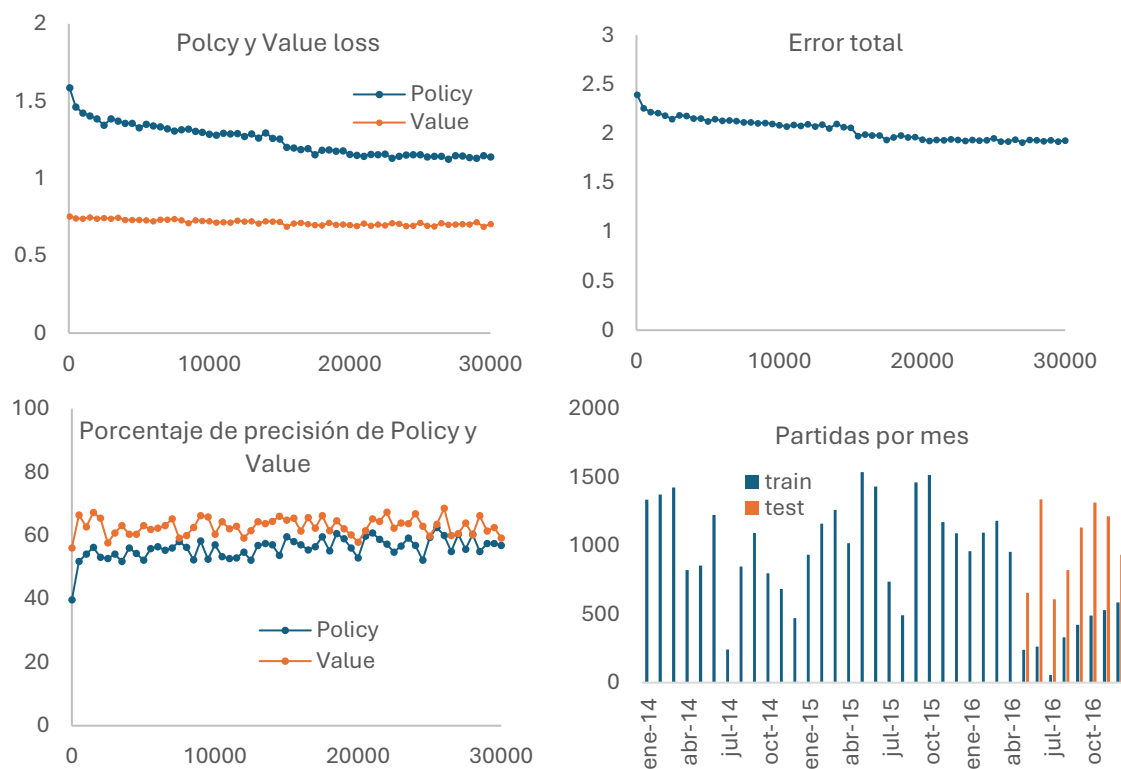 Polcy y Value loss
2
1.5
1
0.5
0
Policy
Value
0 10000 20000 30000
Error total
3
2.5
2
1.5
1
0.5
0
0 10000 20000 30000
Porcentaje de precisión de Policy y
Value
100
80
60
40
20
0
Policy
Value
0 10000 20000 30000
Partidas por mes
2000
1500
1000
500
0
train
test
ene-14 abr-14 jul-14 oct-14 ene-15 abr-15 jul-15 oct-15 ene-16 abr-16 jul-16 oct-16